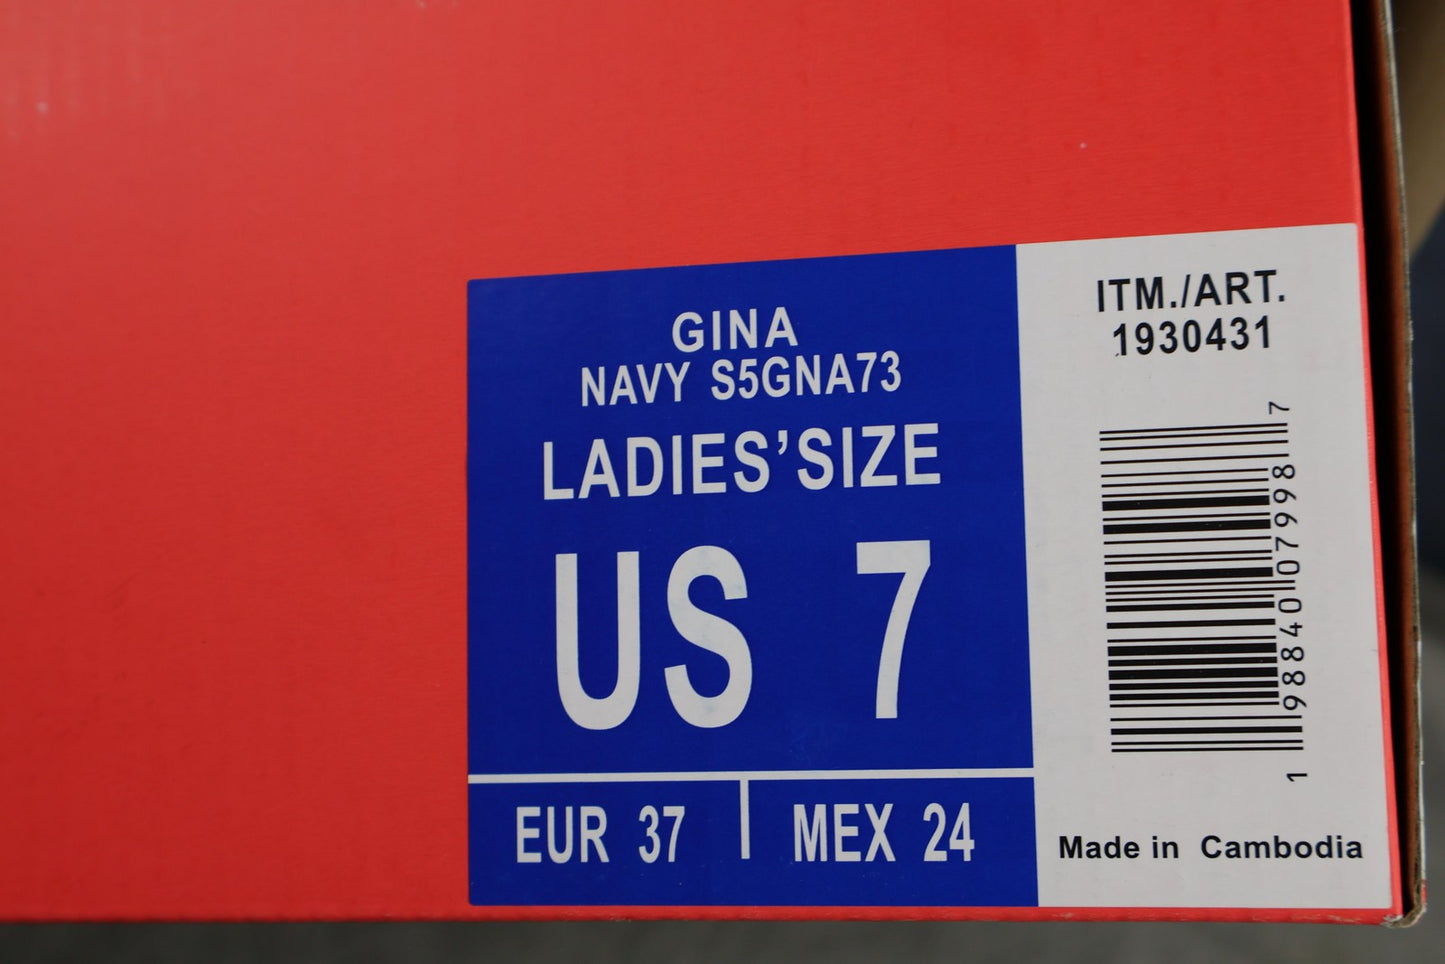 GINA
NAVY S5GNA73
LADIES’SIZE
US 7
EUR 37
MEX 24
ITM./ART.
1930431
1 98840 07998 7
Made in Cambodia